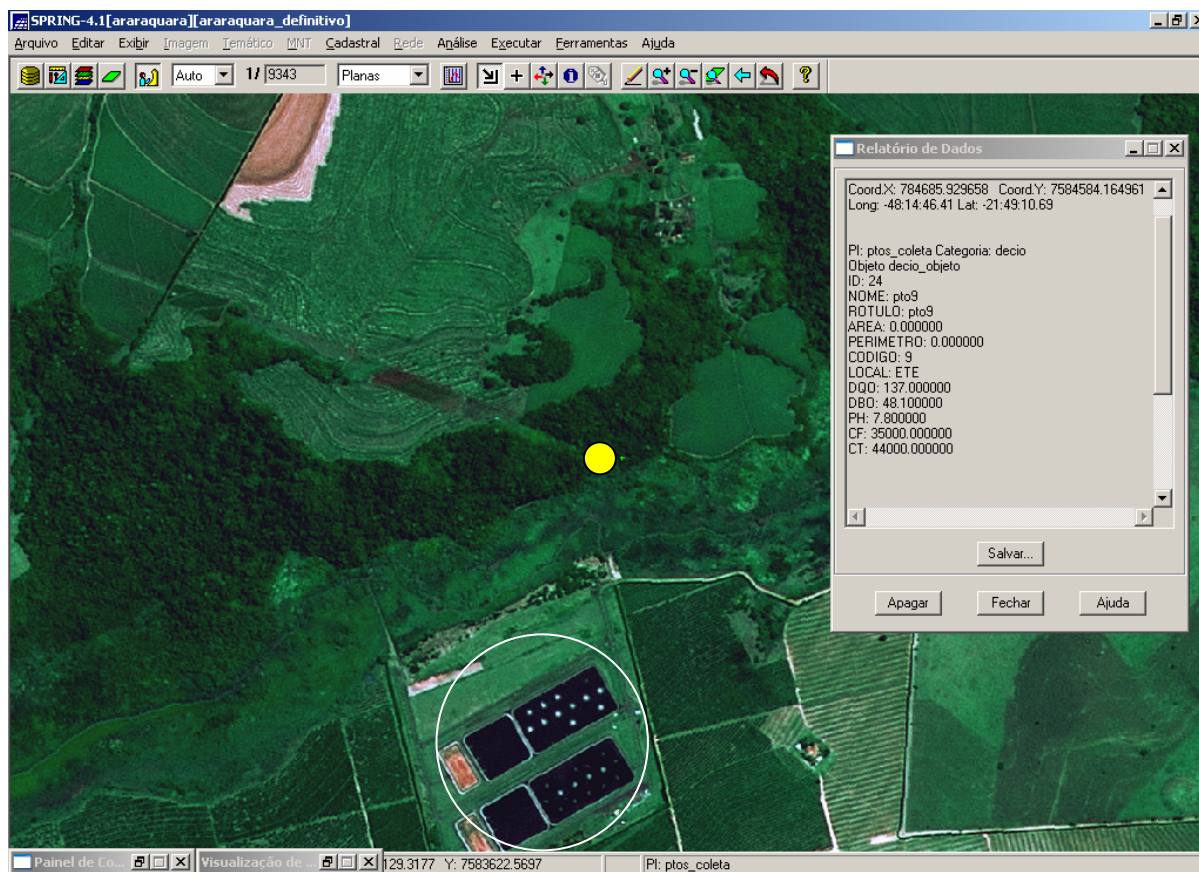 SPRING-4.1[araraquara][araraquara_definitivo]
Arquivo Editar Exibir Imagem Temático MNT Cadastral Rede Análise Executar Ferramentas Ajuda
Auto 1/ 9343 Planas
Relatório de Dados
Coord.X: 784685.929658 Coord.Y: 7584584.164961
Long: -48:14:46.41 Lat: -21:49:10.69
PI: ptos_coleta Categoria: decio
Objeto decio_objeto
ID: 24
NOME: pto9
ROTULO: pto9
AREA: 0.000000
PERIMETRO: 0.000000
CODIGO: 9
LOCAL: ETE
DQO: 137.000000
DBO: 48.100000
PH: 7.800000
CF: 35000.000000
CT: 44000.000000
Salvar...
Apagar Fechar Ajuda
Painel de Co... Visualização de ... 129.3177 Y: 7583622.5697 PI: ptos_coleta